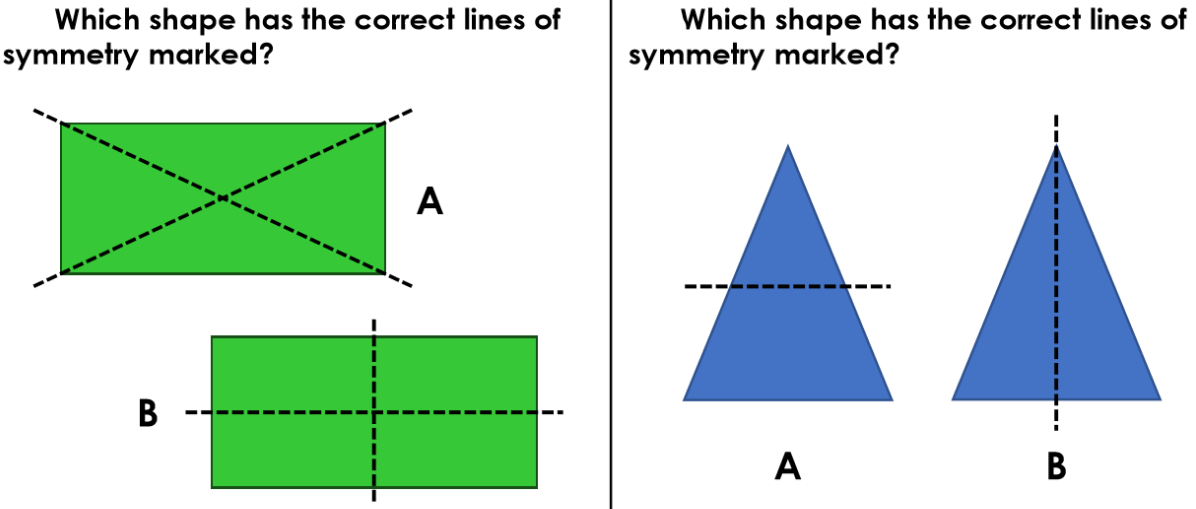 Which shape has the correct lines of
symmetry marked?
A
B
Which shape has the correct lines of
symmetry marked?
A
B